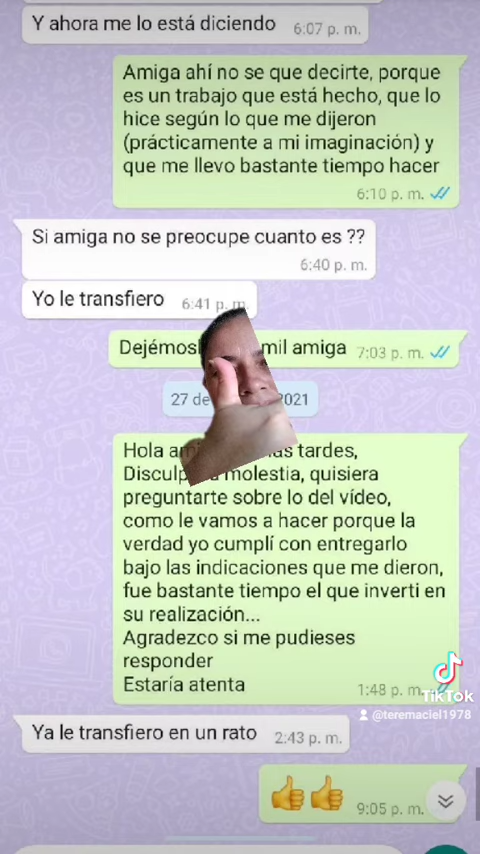 Y ahora me lo está diciendo 6:07 p. m.
Amiga ahí no se que decirte, porque
es un trabajo que está hecho, que lo
hice según lo que me dijeron
(prácticamente a mi imaginación) y
que me llevo bastante tiempo hacer
6:10 p. m.
Si amiga no se preocupe cuanto es ??
6:40 p. m.
Yo le transfiero 6:41 p. m.
mil amiga 7:03 p. m.
27 de 2021
Hola tardes,
molestia, quisiera
preguntarte sobre lo del vídeo,
como le vamos a hacer porque la
verdad yo cumplí con entregarlo
bajo las indicaciones que me dieron,
fue bastante tiempo el que inverti en
su realización...
Agradezco si me pudieses
responder
Estaría atenta 1:48 p. m.
TikTok
@teremaciel1978
Ya le transfiero en un rato 2:43 p. m.
👍👍 9:05 p. m.